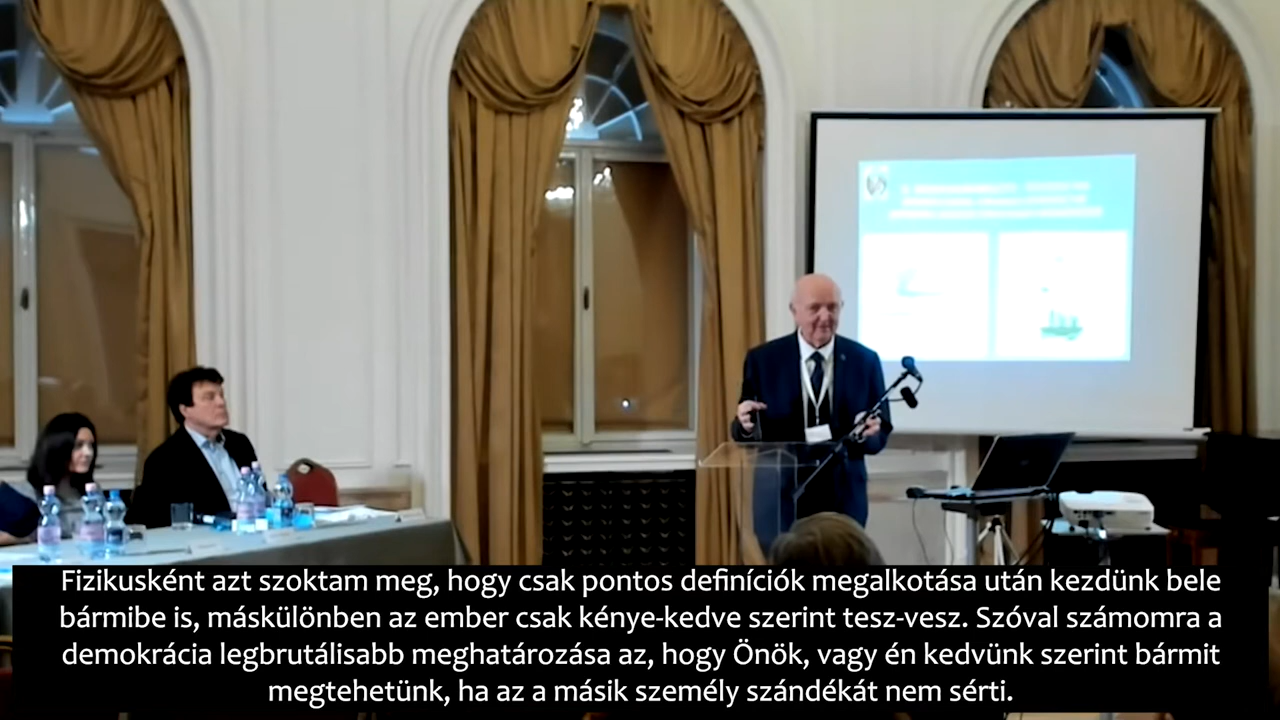 Fizikusként azt szoktam meg, hogy csak pontos definíciók megalkotása után kezdünk bele
bármibe is, máskülönben az ember csak kénye-kedve szerint tesz-vesz. Szóval számomra a
demokrácia legbrutálisabb meghatározása az, hogy Önök, vagy én kedvünk szerint bármit
megtehetünk, ha az a másik személy szándékát nem sérti.